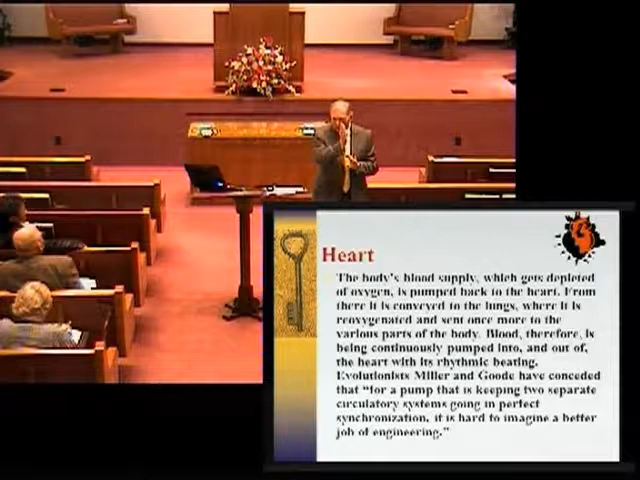 Heart
The body's blood supply, which gets depleted
of oxygen, is pumped back to the heart. From
there it is conveyed to the lungs, where it is
reoxygenated and sent once more to the
various parts of the body. Blood, therefore, is
being continuously pumped into, and out of,
the heart with its rhythmic beating.
Evolutionists Miller and Goode have conceded
that "for a pump that is keeping two separate
circulatory systems going in perfect
synchronization, it is hard to imagine a better
job of engineering."